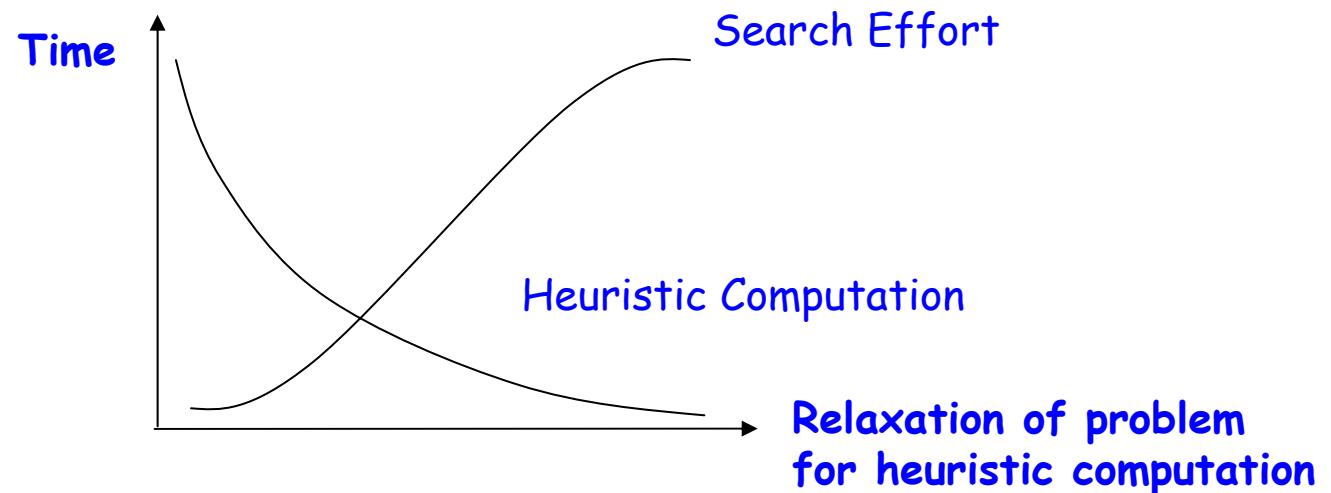 Search Effort
Time
Heuristic Computation
Relaxation of problem
for heuristic computation